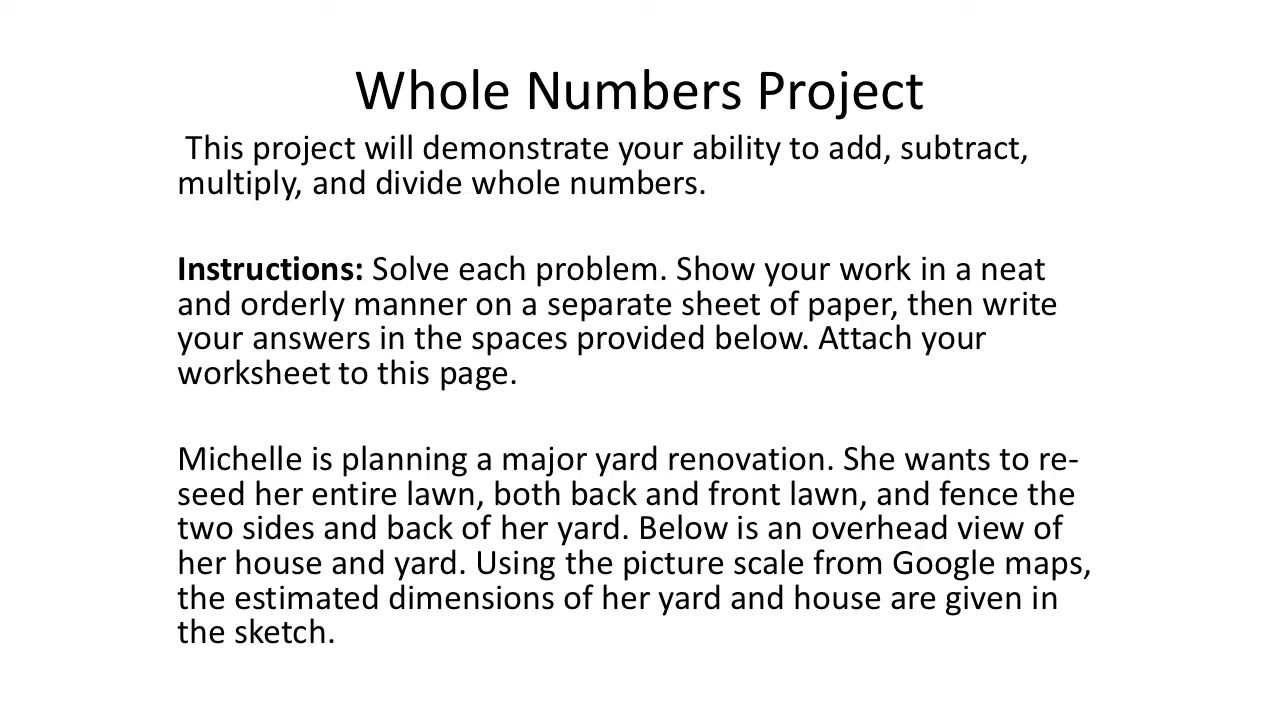 Whole Numbers Project
This project will demonstrate your ability to add, subtract,
multiply, and divide whole numbers.
Instructions: Solve each problem. Show your work in a neat
and orderly manner on a separate sheet of paper, then write
your answers in the spaces provided below. Attach your
worksheet to this page.
Michelle is planning a major yard renovation. She wants to re-
seed her entire lawn, both back and front lawn, and fence the
two sides and back of her yard. Below is an overhead view of
her house and yard. Using the picture scale from Google maps,
the estimated dimensions of her yard and house are given in
the sketch.